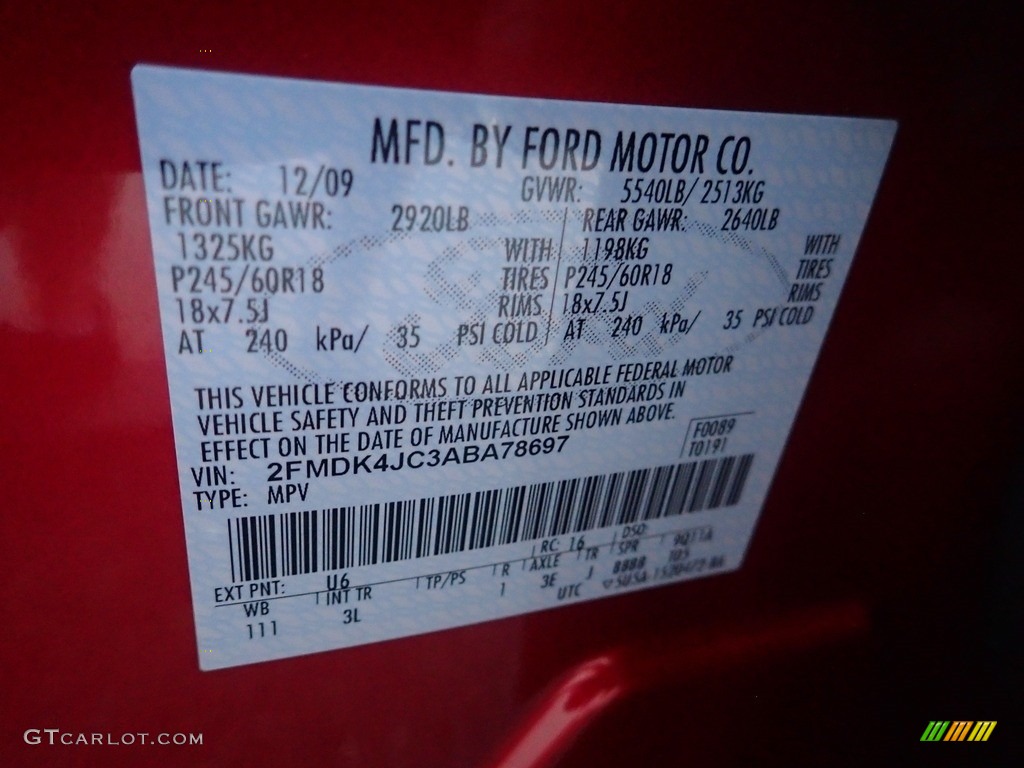 MFD. BY FORD MOTOR CO.
DATE: 12/09 GVWR: 5540LB/ 2513KG
FRONT GAWR: 2920LB REAR GAWR: 2640LB
1325KG WITH 1198KG WITH
P245/60R18 TIRES P245/60R18 TIRES
18x7.5J RIMS 18x7.5J RIMS
AT 240 kPa/ 35 PSI COLD AT 240 kPa/ 35 PSI COLD
THIS VEHICLE CONFORMS TO ALL APPLICABLE FEDERAL MOTOR
VEHICLE SAFETY AND THEFT PREVENTION STANDARDS IN
EFFECT ON THE DATE OF MANUFACTURE SHOWN ABOVE.
F0089
VIN: 2FMDK4JC3ABA78697 T0191
TYPE: MPV
EXT PNT: U6 RC: 16 DSO:
WB INT TR TP/PS R AXLE TR SPR
111 3L 1 3E J 8888
UTC
GTCARLOT.COM